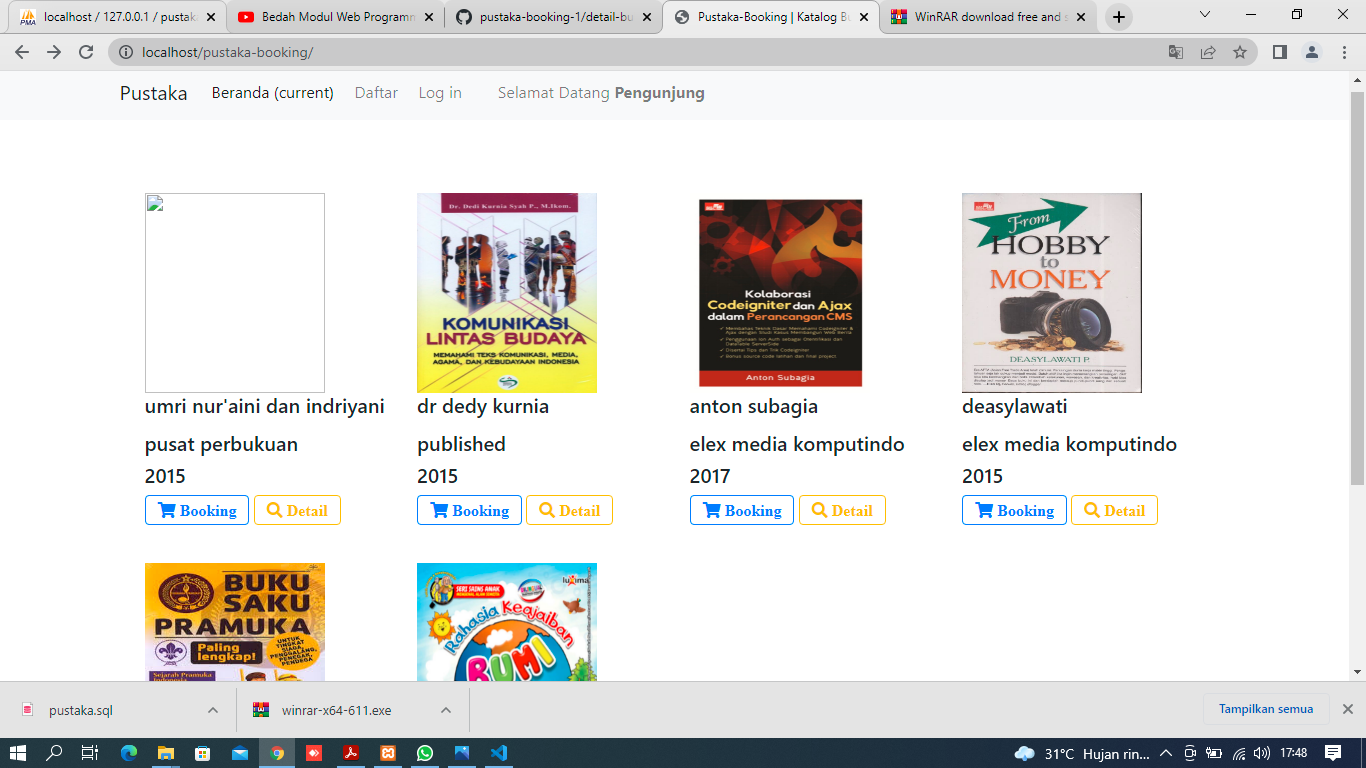 localhost / 127.0.0.1 / pustak
Bedah Modul Web Programm
pustaka-booking-1/detail-bu
Pustaka-Booking | Katalog Bu
WinRAR download free and s
localhost/pustaka-booking/
Pustaka
Beranda (current)
Daftar
Log in
Selamat Datang Pengunjung
Dr. Dedi Kurnia Syah P., M.Ikom.
KOMUNIKASI
LINTAS BUDAYA
MEMAHAMI TEKS KOMUNIKASI, MEDIA,
AGAMA, DAN KEBUDAYAAN INDONESIA
Kolaborasi
Codeigniter dan Ajax
dalam Perancangan CMS
Anton Subagia
From
HOBBY
to
MONEY
DEASYLAWATI P.
umri nur'aini dan indriyani
dr dedy kurnia
anton subagia
deasylawati
pusat perbukuan
published
elex media komputindo
elex media komputindo
2015
2015
2017
2015
Booking
Detail
Booking
Detail
Booking
Detail
Booking
Detail
BUKU
SAKU
PRAMUKA
Paling
lengkap!
UNTUK
TINGKAT
SIAGA
PENGGALANG,
PENEGAK,
PENDEGA
Sejarah Pramuka
Indonesia
SERI SAINS ANAK
luxima
Rahasia Keajaiban
BUMI
pustaka.sql
winrar-x64-611.exe
Tampilkan semua
31°C Hujan rin...
17:48